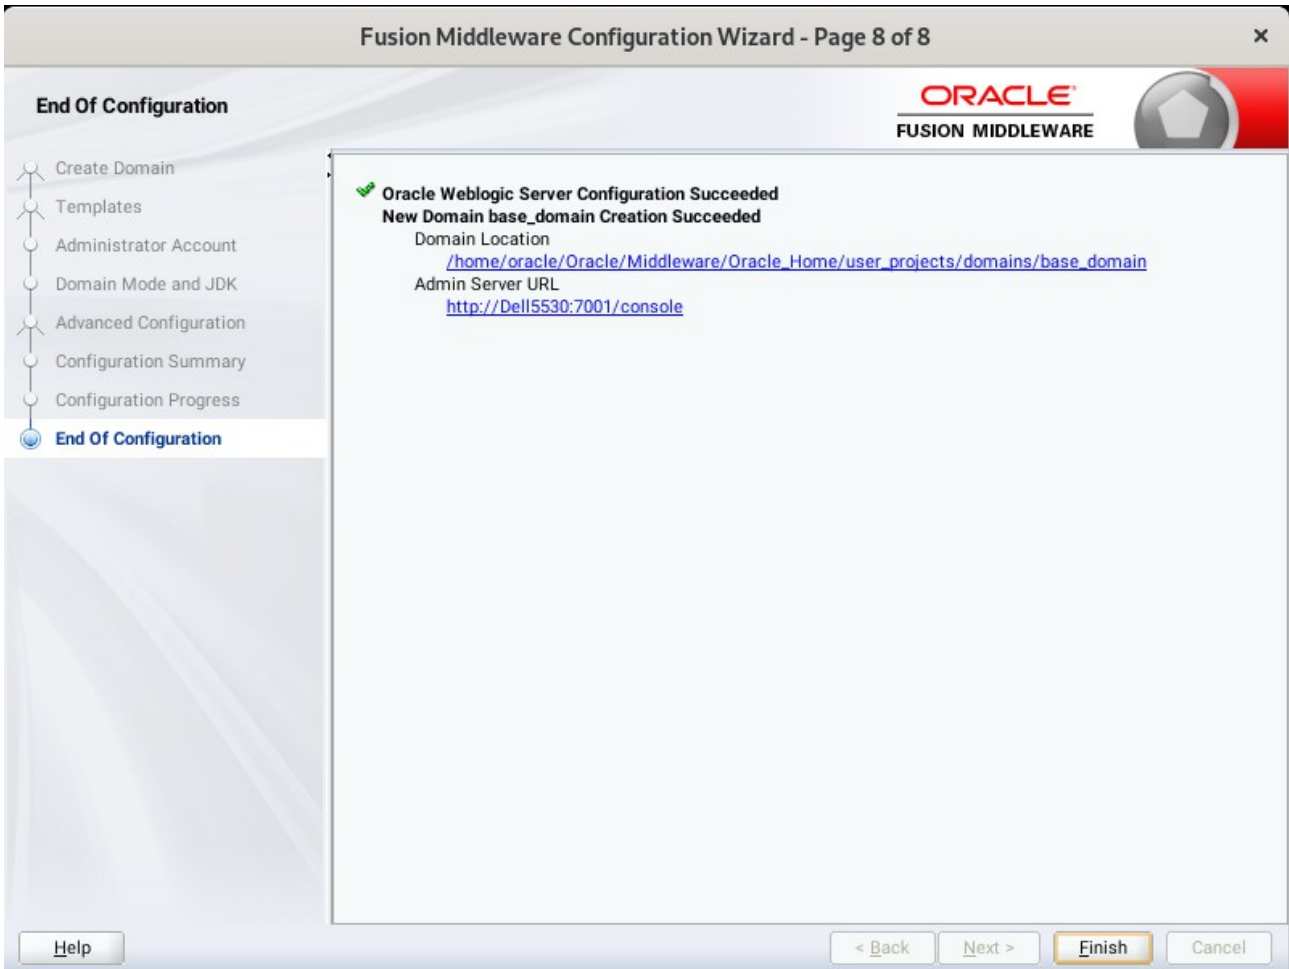 Fusion Middleware Configuration Wizard - Page 8 of 8
End Of Configuration
ORACLE
FUSION MIDDLEWARE
Create Domain
Templates
Administrator Account
Domain Mode and JDK
Advanced Configuration
Configuration Summary
Configuration Progress
End Of Configuration
Oracle Weblogic Server Configuration Succeeded
New Domain base_domain Creation Succeeded
Domain Location
/home/oracle/Oracle/Middleware/Oracle_Home/user_projects/domains/base_domain
Admin Server URL
http://Dell5530:7001/console
Help
< Back
Next >
Finish
Cancel